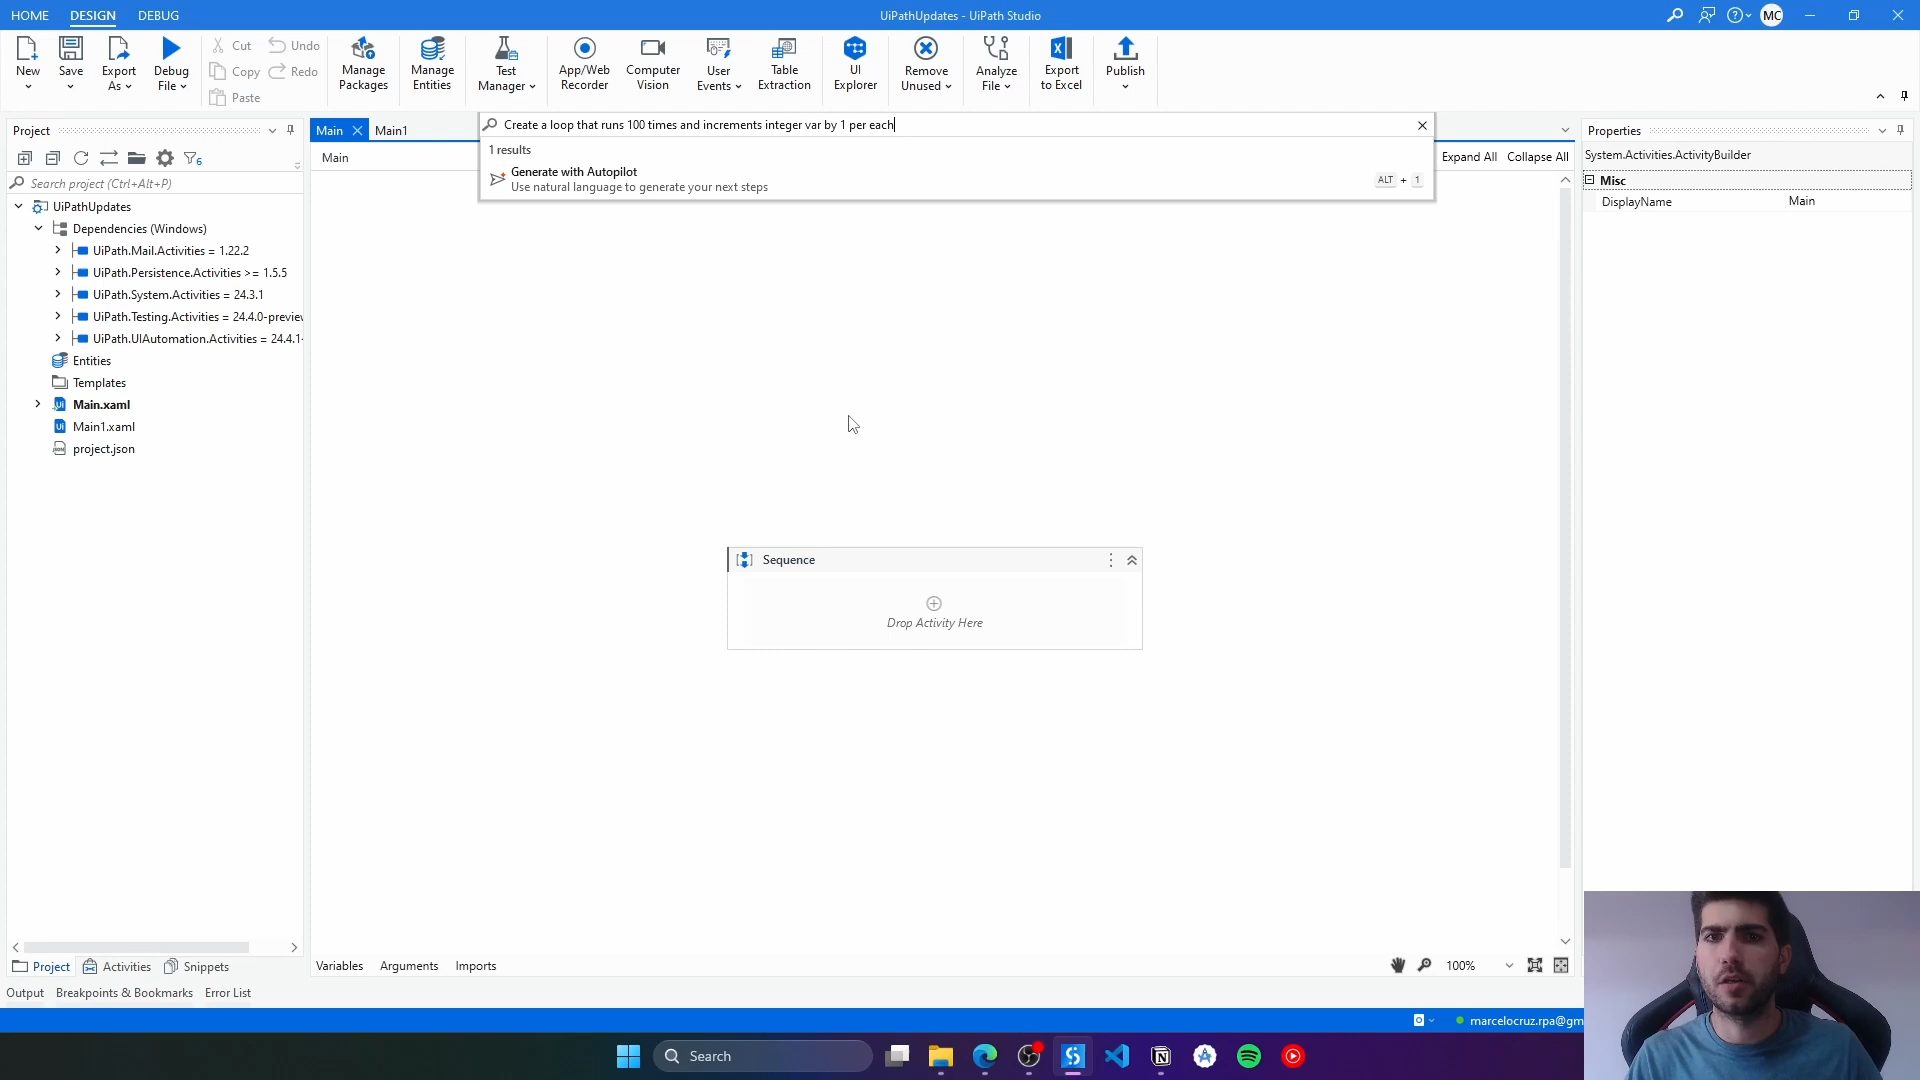 HOME DESIGN DEBUG
UiPathUpdates - UiPath Studio
MC
New
Save
Export As
Debug File
Cut
Copy
Paste
Undo
Redo
Manage Packages
Manage Entities
Test Manager
App/Web Recorder
Computer Vision
User Events
Table Extraction
UI Explorer
Remove Unused
Analyze File
Export to Excel
Publish
Project
Search project (Ctrl+Alt+P)
UiPathUpdates
Dependencies (Windows)
UiPath.Mail.Activities = 1.22.2
UiPath.Persistence.Activities >= 1.5.5
UiPath.System.Activities = 24.3.1
UiPath.Testing.Activities = 24.4.0-preview
UiPath.UIAutomation.Activities = 24.4.1-
Entities
Templates
Main.xaml
Main1.xaml
project.json
Project
Activities
Snippets
Main
Main1
Main
Create a loop that runs 100 times and increments integer var by 1 per each
1 results
Generate with Autopilot
Use natural language to generate your next steps
ALT + 1
Expand All
Collapse All
Sequence
Drop Activity Here
Variables
Arguments
Imports
100%
Properties
System.Activities.ActivityBuilder
Misc
DisplayName
Main
Output
Breakpoints & Bookmarks
Error List
marcelocruz.rpa@gm
Search